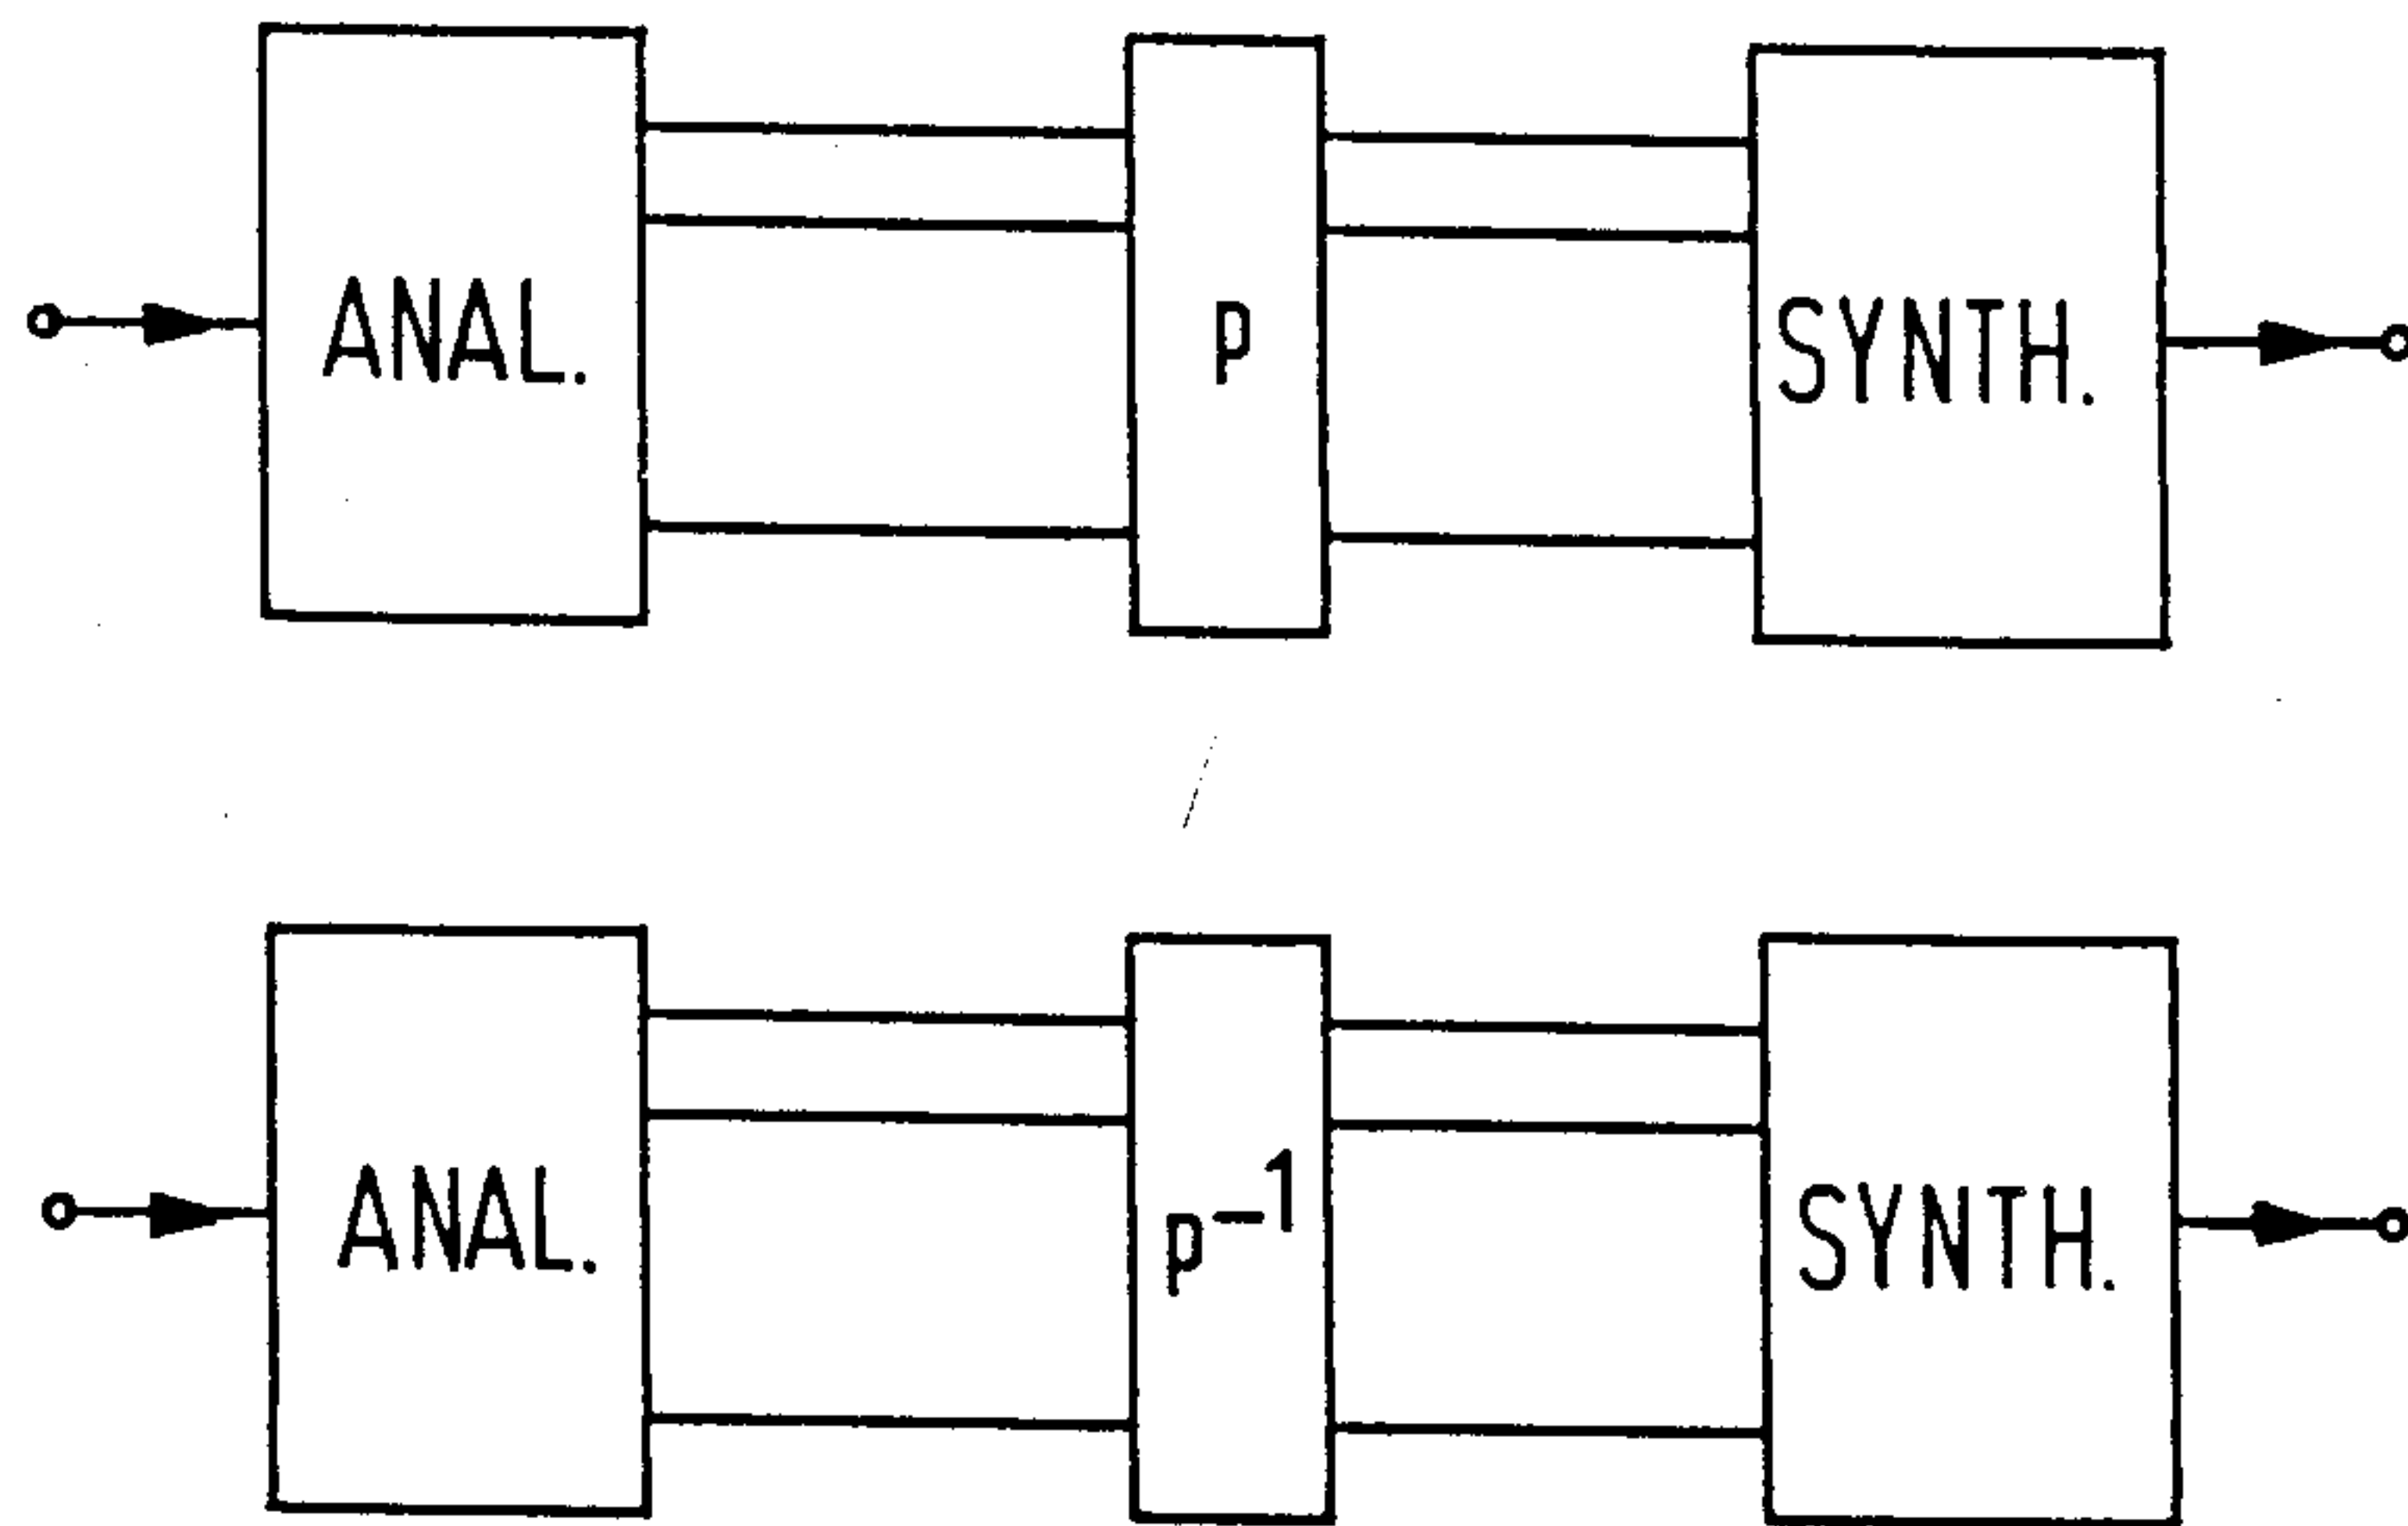 ANAL.
P
SYNTH.
ANAL.
P⁻¹
SYNTH.